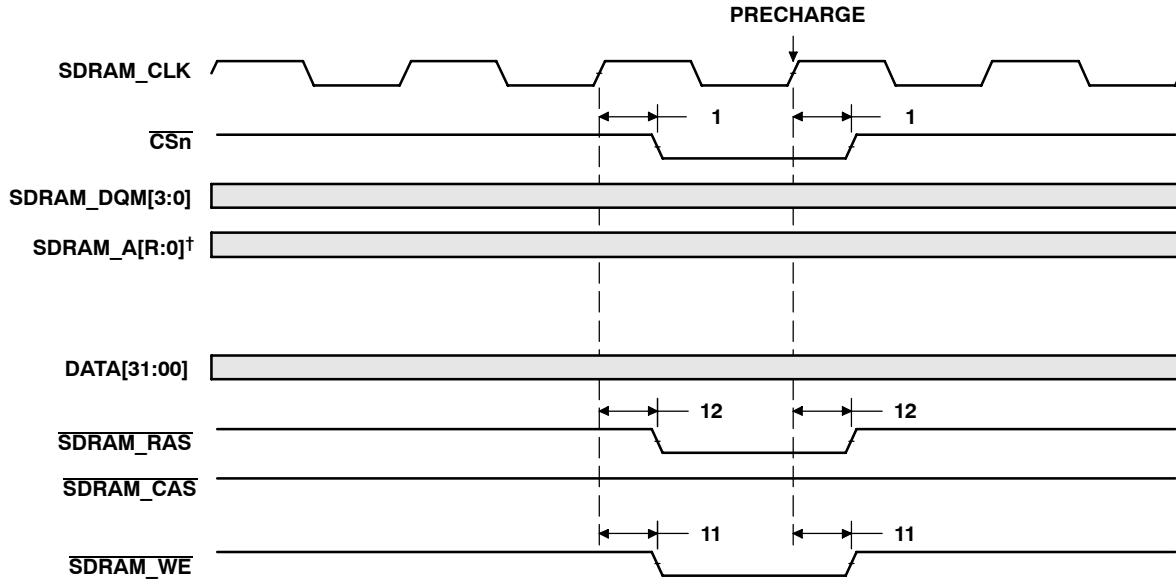 PRECHARGE
SDRAM_CLK
1 1
CSn
SDRAM_DQM[3:0]
SDRAM_A[R:0]†
DATA[31:00]
12 12
SDRAM_RAS
SDRAM_CAS
11 11
SDRAM_WE